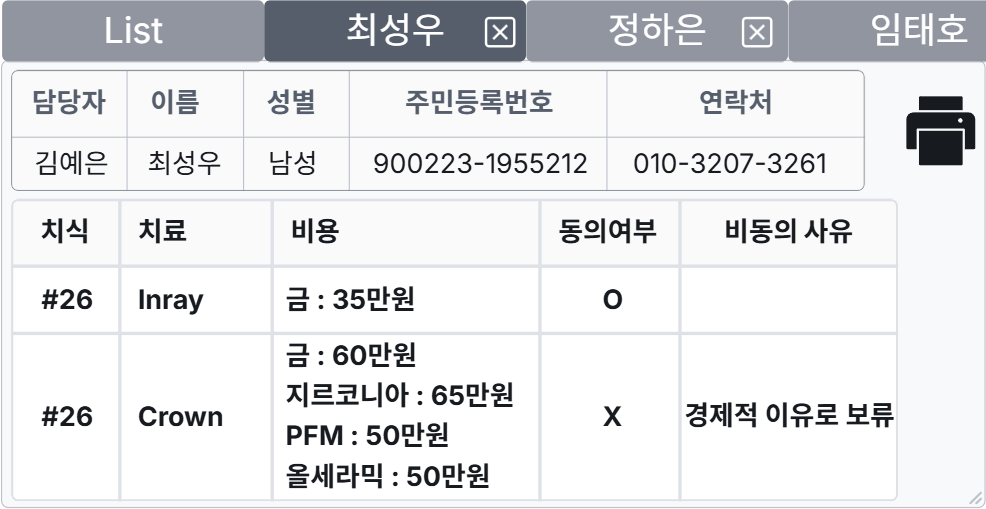 List 최성우 정하은 임태호
담당자 이름 성별 주민등록번호 연락처
김예은 최성우 남성 900223-1955212 010-3207-3261
치식 치료 비용 동의여부 비동의 사유
#26 Inray 금 : 35만원 O
#26 Crown 금 : 60만원
지르코니아 : 65만원
PFM : 50만원
올세라믹 : 50만원
X 경제적 이유로 보류